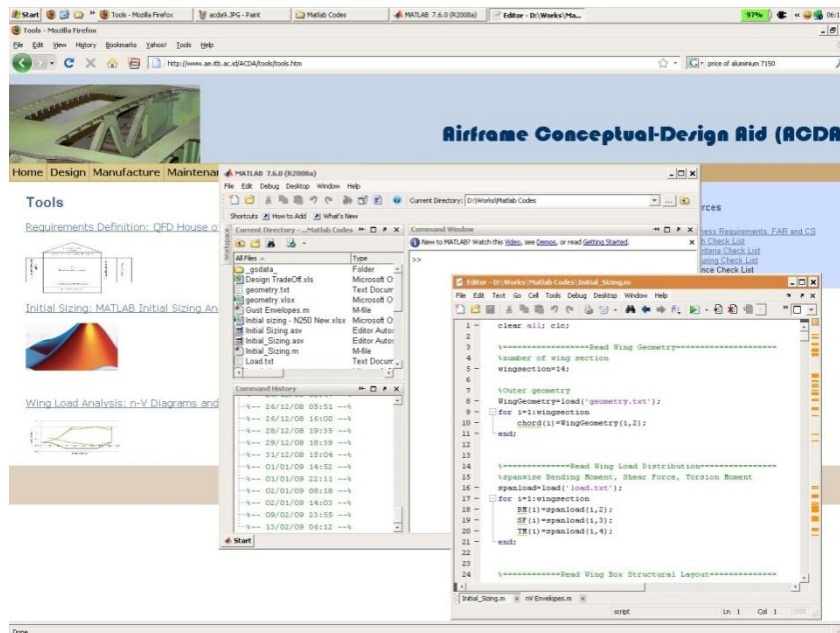 Start
Tools - Mozilla Firefox
acda9.JPG - Paint
Matlab Codes
MATLAB 7.6.0 (R2008a)
Editor - D:\Works\Ma...
97%
Tools - Mozilla Firefox
File Edit View History Bookmarks Yahoo! Tools Help
http://www.ae.itb.ac.id/ACDA/tools/tools.htm
price of aluminium 7150
Airframe Conceptual-Design Aid (ACDA
Home Design Manufacture Maintenan
Tools
Requirements Definition: QFD House o
Initial Sizing: MATLAB Initial Sizing An
Wing Load Analysis: n-V Diagrams and
rces
ness Requirements: FAR and CS
n Check List
riteria Check List
uring Check List
nce Check List
MATLAB 7.6.0 (R2008a)
File Edit Debug Desktop Window Help
Current Directory: D:\Works\Matlab Codes
Shortcuts How to Add What's New
Current Directory - ...Matlab Codes
Workspace
All Files Type
_gsdata_ Folder
Design TradeOff.xls Microsoft O
geometry.txt Text Docum
geometry.xlsx Microsoft O
Gust Envelopes.m M-file
Initial sizing - N250 New.xlsx Microsoft O
Initial Sizing.asv Editor Autos
Initial_Sizing.asv Editor Autos
Initial_Sizing.m M-file
Load.txt Text Docum
Command History
%-- 26/12/08 05:51 --%
%-- 26/12/08 16:00 --%
%-- 28/12/08 19:35 --%
%-- 29/12/08 18:39 --%
%-- 31/12/08 15:04 --%
%-- 01/01/09 14:52 --%
%-- 01/01/09 22:11 --%
%-- 02/01/09 08:18 --%
%-- 02/01/09 14:03 --%
%-- 09/02/09 23:55 --%
%-- 13/02/09 06:12 --%
Start
Command Window
New to MATLAB? Watch this Video, see Demos, or read Getting Started.
>>
Editor - D:\Works\Matlab Codes\Initial_Sizing.m
File Edit Text Go Cell Tools Debug Desktop Window Help
1 clear all; clc;
2
3 %-----------------Read Wing Geometry-----------------
4 %number of wing section
5 wingsection=14;
6
7 %Outer geometry
8 WingGeometry=load('geometry.txt');
9 for i=1:wingsection
10 chord(i)=WingGeometry(i,2);
11 end;
12
13
14 %=============Read Wing Load Distribution===============
15 %spanwise Bending Moment, Shear Force, Torsion Moment
16 spanload=load('load.txt');
17 for i=1:wingsection
18 BM(i)=spanload(i,2);
19 SF(i)=spanload(i,3);
20 TM(i)=spanload(i,4);
21 end;
22
23
24 %============Read Wing Box Structural Layout==============
Initial_Sizing.m nV Envelopes.m
script Ln 1 Col 1 OVR
Done